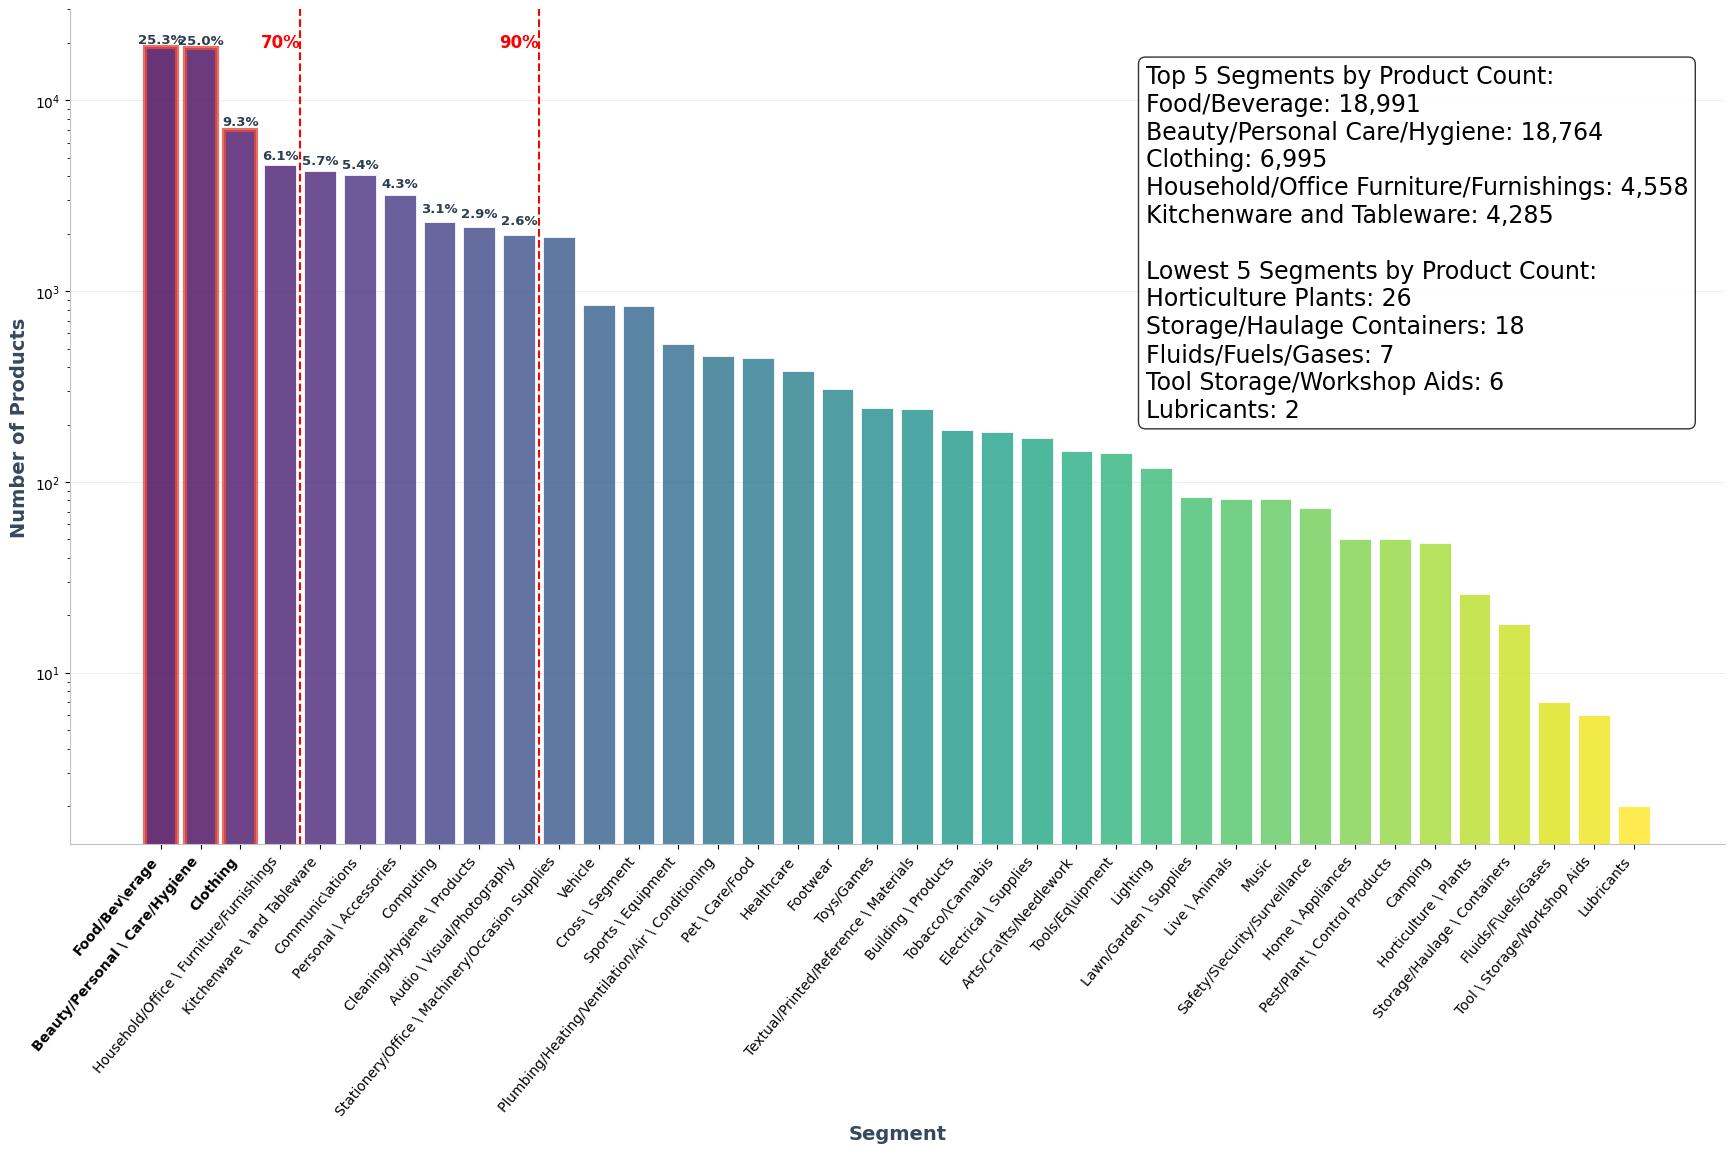 25.3%
25.0%
9.3%
6.1%
5.7%
5.4%
4.3%
3.1%
2.9%
2.6%
70%
90%
Top 5 Segments by Product Count:
Food/Beverage: 18,991
Beauty/Personal Care/Hygiene: 18,764
Clothing: 6,995
Household/Office Furniture/Furnishings: 4,558
Kitchenware and Tableware: 4,285
Lowest 5 Segments by Product Count:
Horticulture Plants: 26
Storage/Haulage Containers: 18
Fluids/Fuels/Gases: 7
Tool Storage/Workshop Aids: 6
Lubricants: 2
Number of Products
10⁴
10³
10²
10¹
Food/Bev\erage
Beauty/Personal \ Care/Hygiene
Clothing
Household/Office \ Furniture/Furnishings
Kitchenware \ and Tableware
Communic\ations
Personal \ Accessories
Computing
Cleaning/Hygiene \ Products
Audio \ Visual/Photography
Stationery/Office \ Machinery/Occasion Supplies
Vehicle
Cross \ Segment
Sports \ Equipment
Plumbing/Heating/Ventilation/Air \ Conditioning
Pet \ Care/Food
Healthcare
Footwear
Toys/Games
Textual/Printed/Reference \ Materials
Building \ Products
Tobacco/\Cannabis
Electrical \ Supplies
Arts/Cra\fts/Needlework
Tools/Eq\uipment
Lighting
Lawn/Garden \ Supplies
Live \ Animals
Music
Safety/S\ecurity/Surveillance
Home \ Appliances
Pest/Plant \ Control Products
Camping
Horticulture \ Plants
Storage/Haulage \ Containers
Fluids/F\uels/Gases
Tool \ Storage/Workshop Aids
Lubricants
Segment